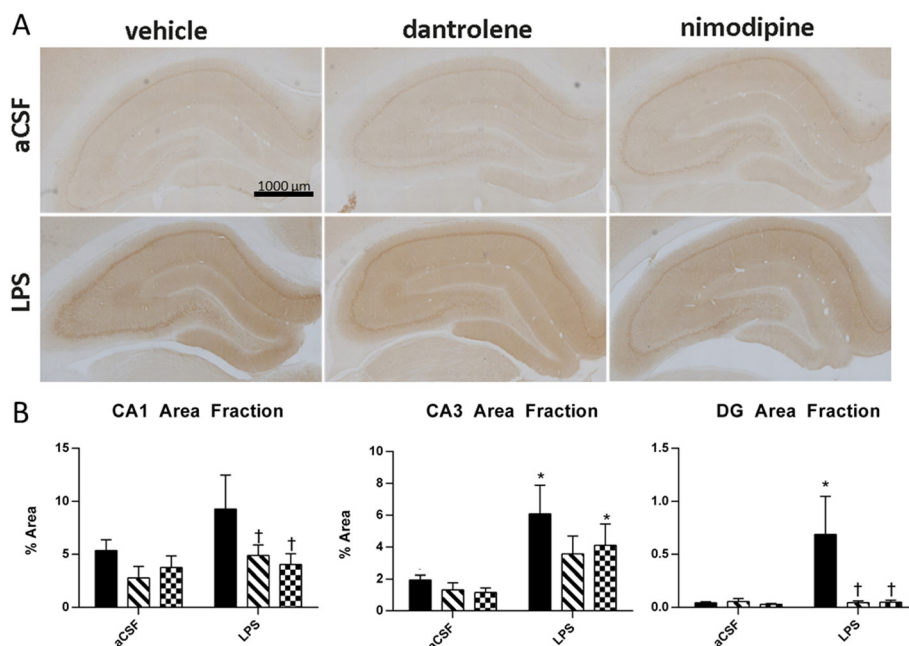 A
vehicle dantrolene nimodipine
aCSF
1000 µm
LPS
B
CA1 Area Fraction
CA3 Area Fraction
DG Area Fraction
% Area
15
10
5
0
†
†
aCSF
LPS
% Area
10
8
6
4
2
0
*
*
aCSF
LPS
1.5
1.0
0.5
0.0
*
†
†
aCSF
LPS